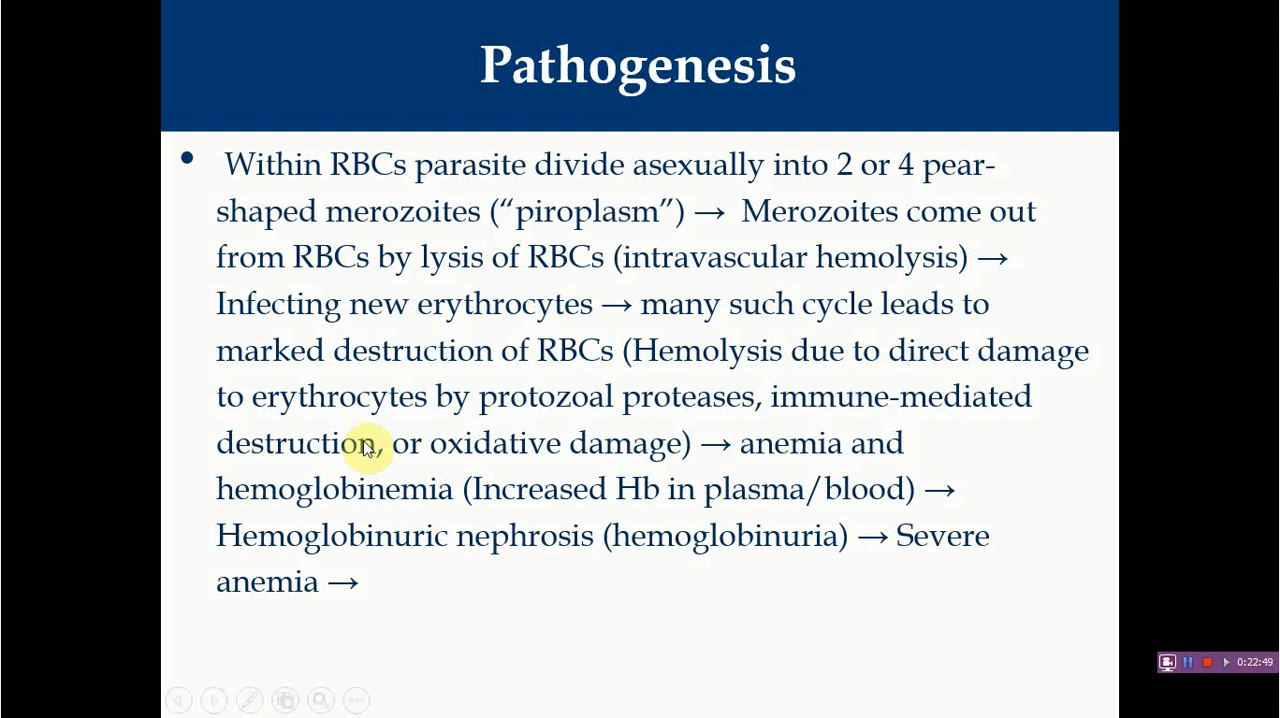 Pathogenesis
• Within RBCs parasite divide asexually into 2 or 4 pear-
shaped merozoites (“piroplasm”) → Merozoites come out
from RBCs by lysis of RBCs (intravascular hemolysis) →
Infecting new erythrocytes → many such cycle leads to
marked destruction of RBCs (Hemolysis due to direct damage
to erythrocytes by protozoal proteases, immune-mediated
destruction, or oxidative damage) → anemia and
hemoglobinemia (Increased Hb in plasma/blood) →
Hemoglobinuric nephrosis (hemoglobinuria) → Severe
anemia →
0:22:49